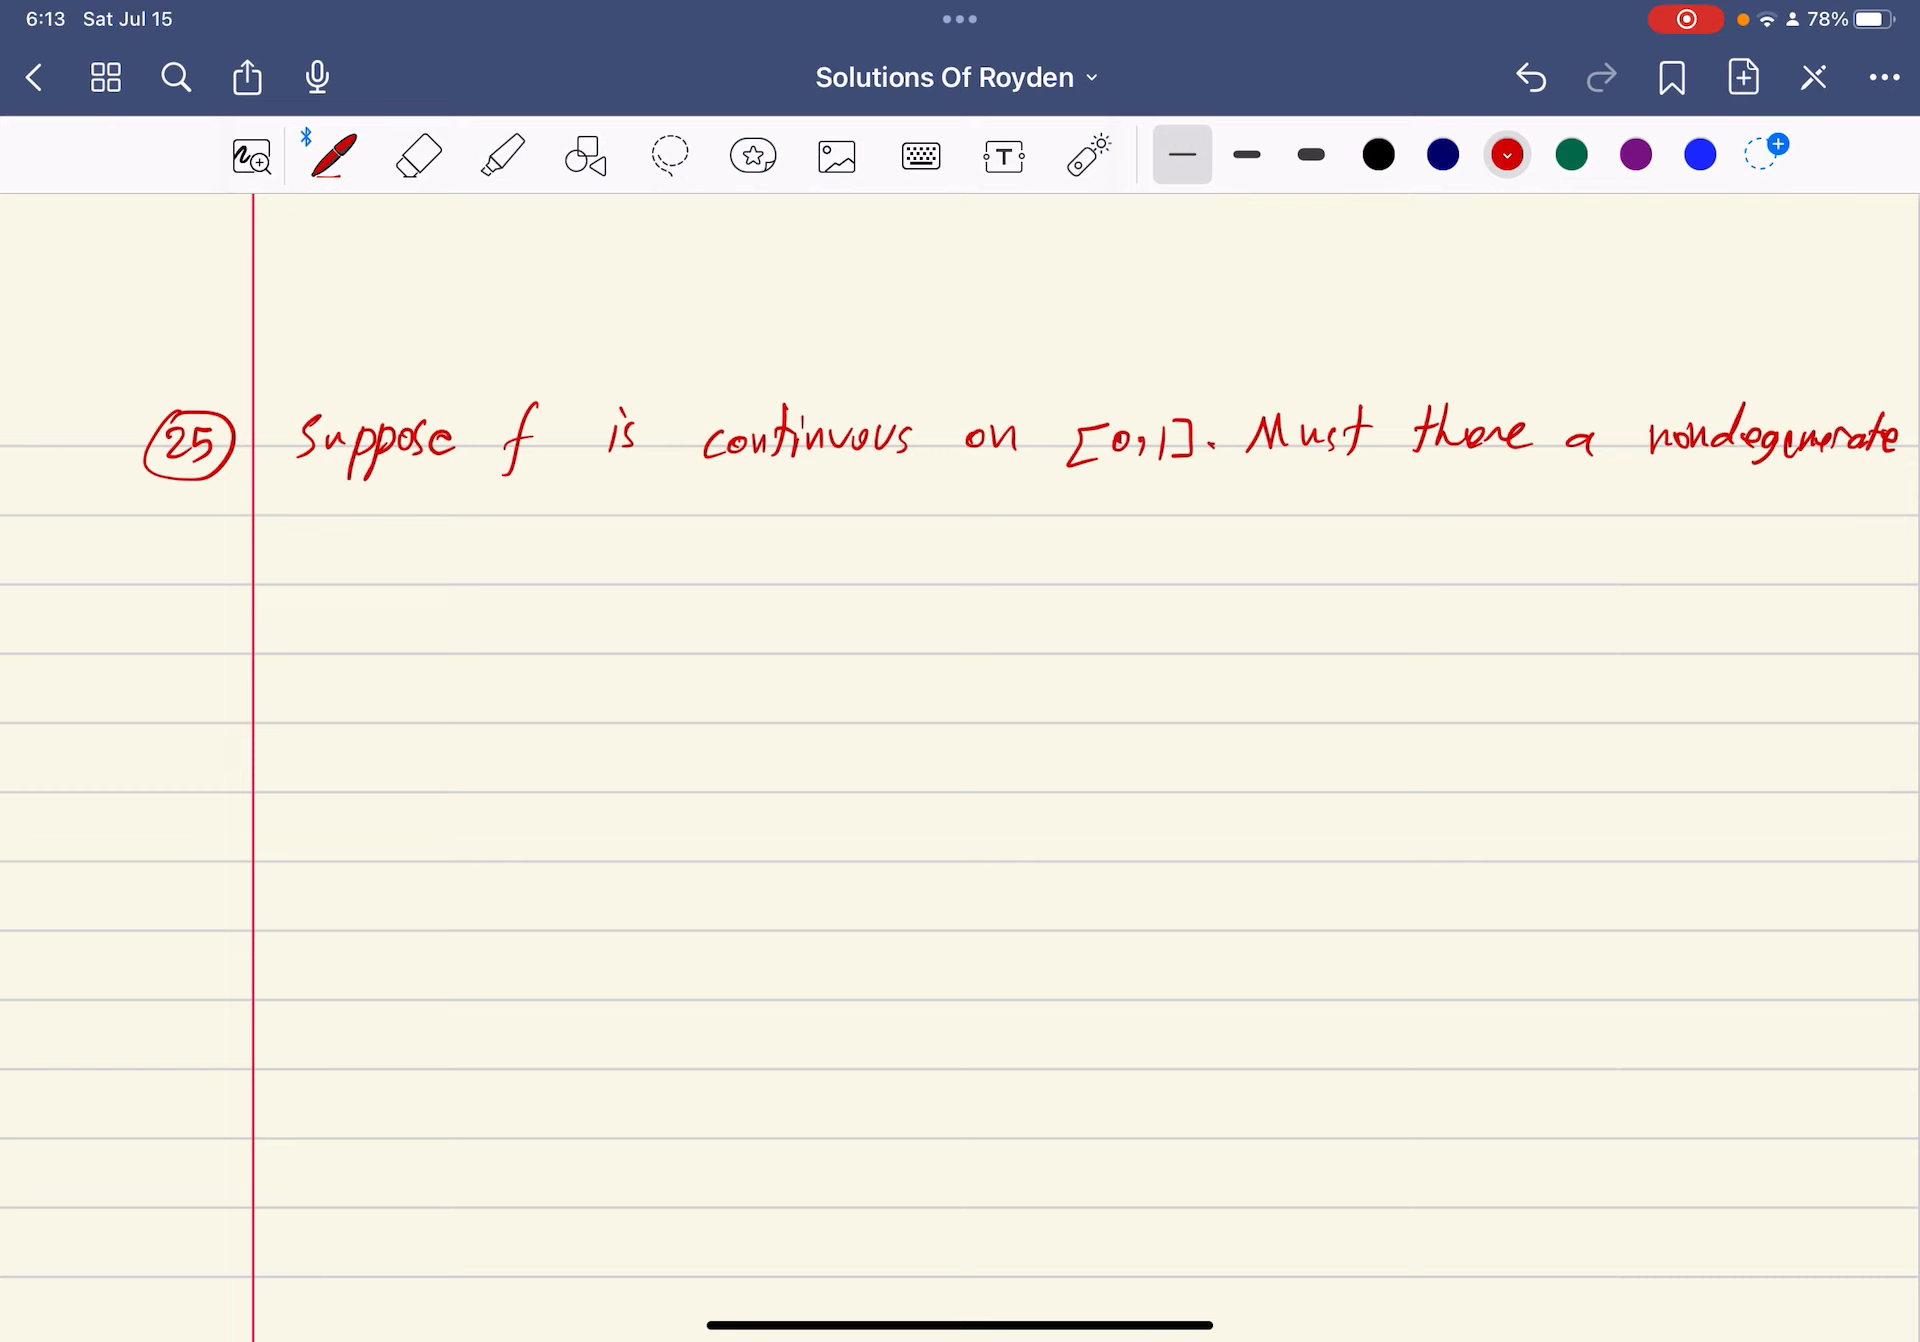 6:13 Sat Jul 15 78%
Solutions Of Royden
25 Suppose f is continuous on [0,1]. Must there a nondegenerate